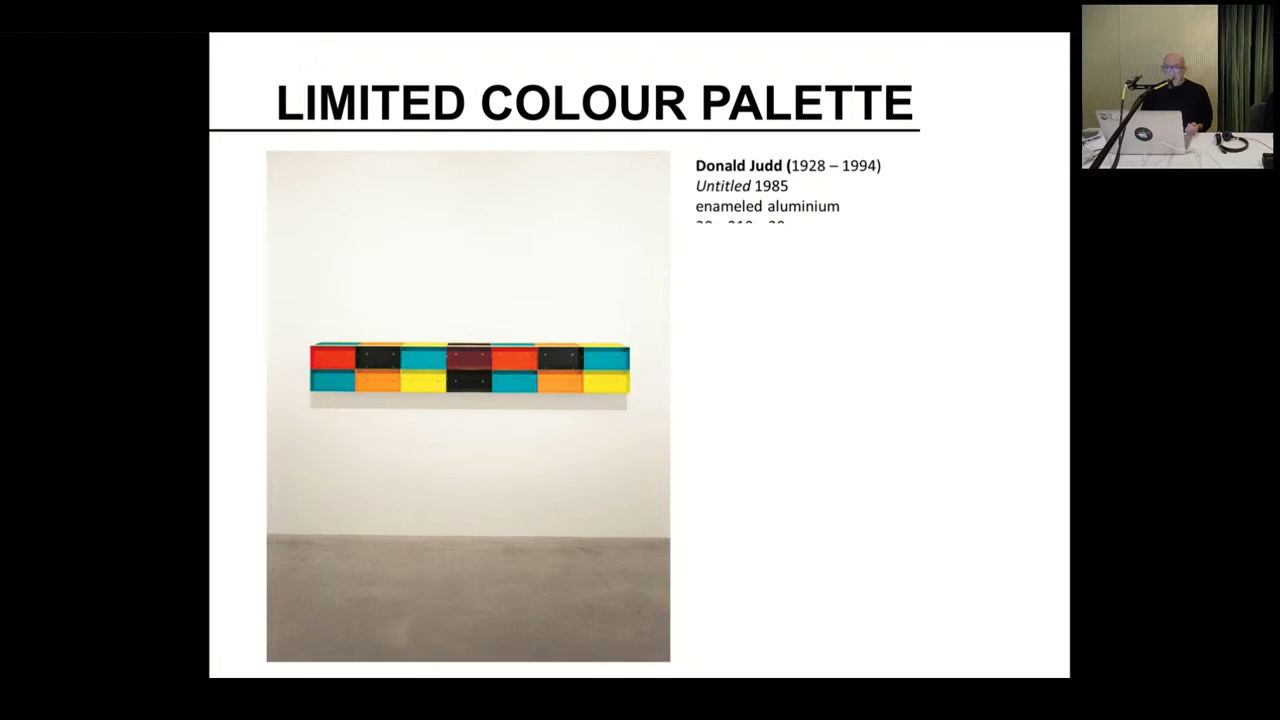 LIMITED COLOUR PALETTE
Donald Judd (1928 – 1994)
Untitled 1985
enameled aluminium